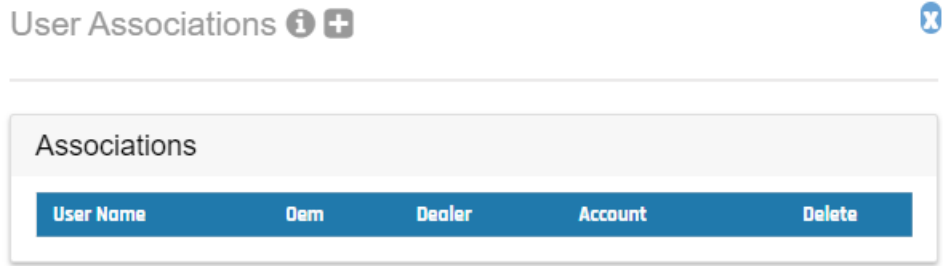 User Associations
Associations
User Name Oem Dealer Account Delete